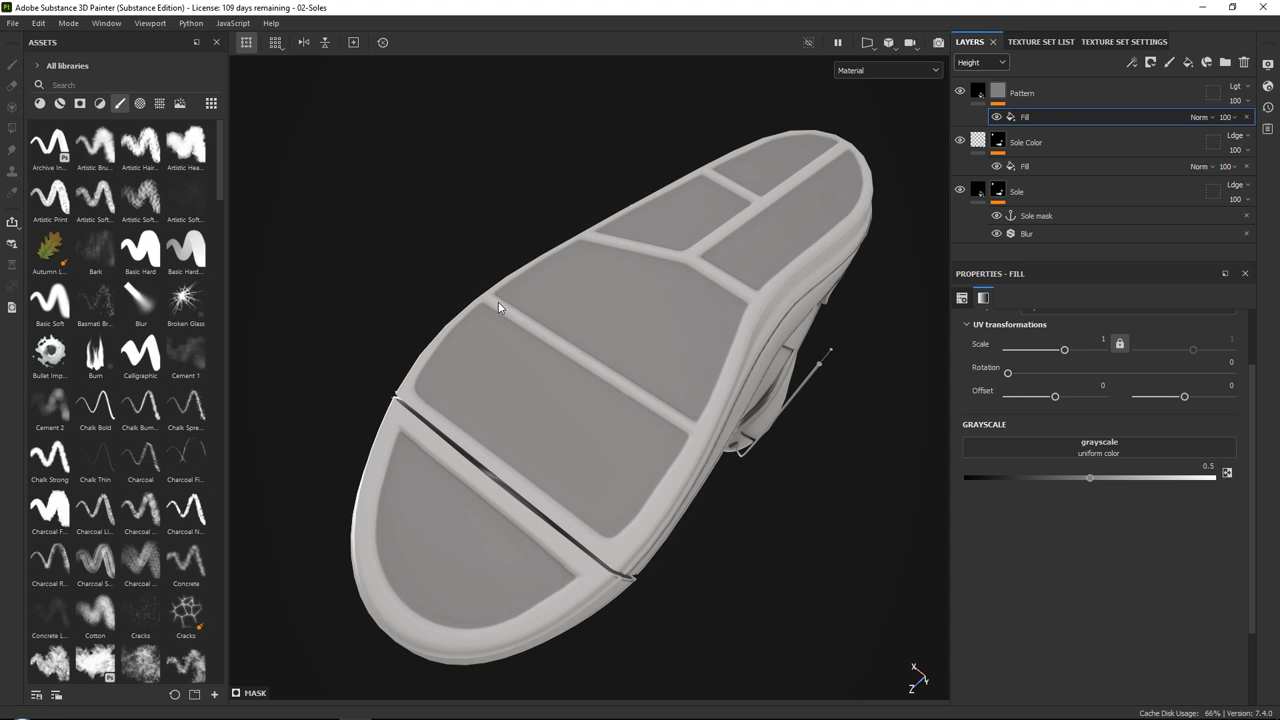 Adobe Substance 3D Painter (Substance Edition) - License: 109 days remaining - 02-Soles
File Edit Mode Window Viewport Python JavaScript Help
ASSETS
LAYERS TEXTURE SET LIST TEXTURE SET SETTINGS
All libraries
Height
Search
Material
Pattern Lgt 100
Fill Norm 100
Sole Color Ldge 100
Fill Norm 100
Sole Ldge 100
Sole mask
Blur
Archive In... Artistic Bru... Artistic Hair... Artistic Hea...
Artistic Print Artistic Soft... Artistic Soft... Artistic Soft...
Autumn L... Bark Basic Hard Basic Hard...
Basic Soft Basmati Br... Blur Broken Glass
Bullet Imp... Burn Calligraphic Cement 1
Cement 2 Chalk Bold Chalk Bum... Chalk Spre...
Chalk Strong Chalk Thin Charcoal Charcoal Fi...
Charcoal F... Charcoal Li... Charcoal ... Charcoal N...
Charcoal R... Charcoal S... Charcoal ... Concrete
Concrete L... Cotton Cracks Cracks
PROPERTIES - FILL
UV transformations
Scale 1 1
Rotation 0
Offset 0 0
GRAYSCALE
grayscale
uniform color
0.5
MASK
X
Y
Z
Cache Disk Usage: 66% | Version: 7.4.0